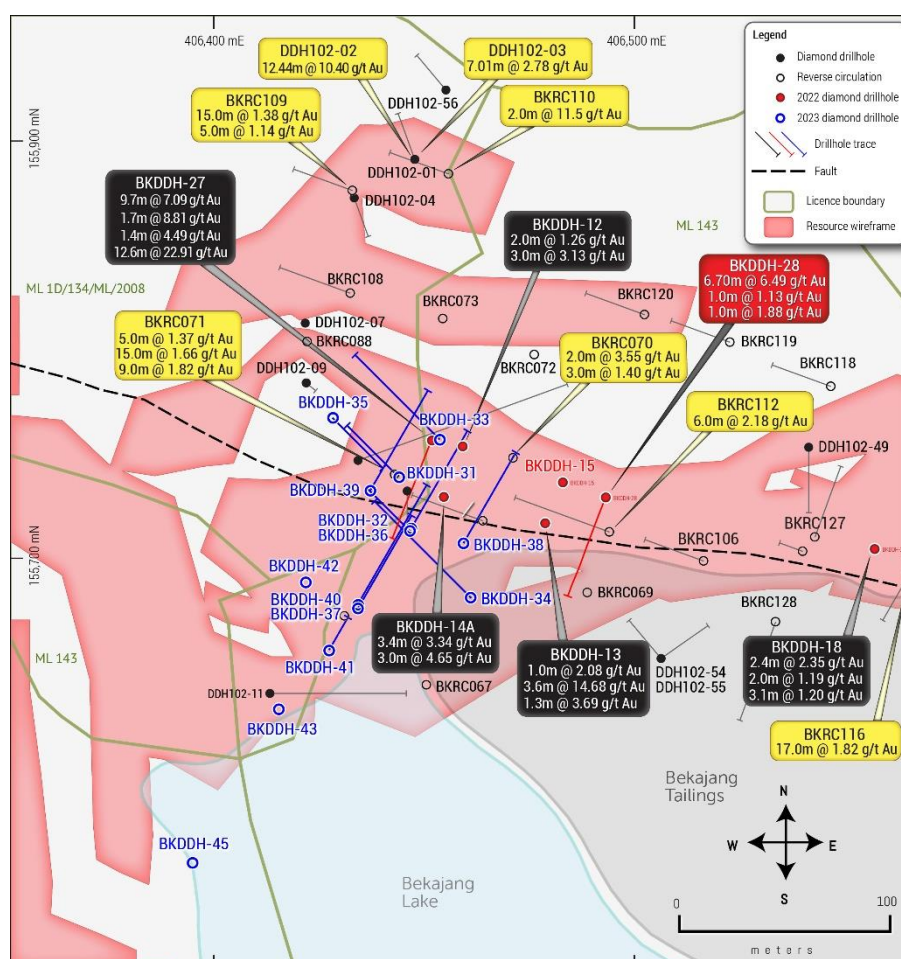 406,400 mE
406,500 mN
155,900 mN
155,700 mN
Legend
Diamond drillhole
Reverse circulation
2022 diamond drillhole
2023 diamond drillhole
Drillhole trace
Fault
Licence boundary
Resource wireframe
DDH102-02
12.44m @ 10.40 g/t Au
DDH102-03
7.01m @ 2.78 g/t Au
DDH102-56
BKRC109
15.0m @ 1.38 g/t Au
5.0m @ 1.14 g/t Au
BKRC110
2.0m @ 11.5 g/t Au
DDH102-01
DDH102-04
BKDDH-27
9.7m @ 7.09 g/t Au
1.7m @ 8.81 g/t Au
1.4m @ 4.49 g/t Au
12.6m @ 22.91 g/t Au
BKDDH-12
2.0m @ 1.26 g/t Au
3.0m @ 3.13 g/t Au
ML 143
BKDDH-28
6.70m @ 6.49 g/t Au
1.0m @ 1.13 g/t Au
1.0m @ 1.88 g/t Au
ML 1D/134/ML/2008
BKRC108
BKRC073
BKRC120
DDH102-07
BKRC088
BKRC119
BKRC071
5.0m @ 1.37 g/t Au
15.0m @ 1.66 g/t Au
9.0m @ 1.82 g/t Au
BKRC072
BKRC070
2.0m @ 3.55 g/t Au
3.0m @ 1.40 g/t Au
BKRC118
DDH102-09
BKDDH-35
BKDDH-33
BKRC112
6.0m @ 2.18 g/t Au
DDH102-49
BKDDH-31
BKDDH-15
BKDDH-39
BKDDH-32
BKDDH-36
BKDDH-38
BKRC106
BKRC127
BKDDH-42
BKDDH-40
BKDDH-37
BKDDH-34
BKRC069
BKRC128
BKDDH-14A
3.4m @ 3.34 g/t Au
3.0m @ 4.65 g/t Au
BKDDH-13
1.0m @ 2.08 g/t Au
3.6m @ 14.68 g/t Au
1.3m @ 3.69 g/t Au
BKDDH-18
2.4m @ 2.35 g/t Au
2.0m @ 1.19 g/t Au
3.1m @ 1.20 g/t Au
BKDDH-41
ML 143
DDH102-54
DDH102-55
DDH102-11
BKRC067
BKDDH-43
BKRC116
17.0m @ 1.82 g/t Au
Bekajang
Tailings
BKDDH-45
Bekajang
Lake
N
W
E
S
0
100
meters